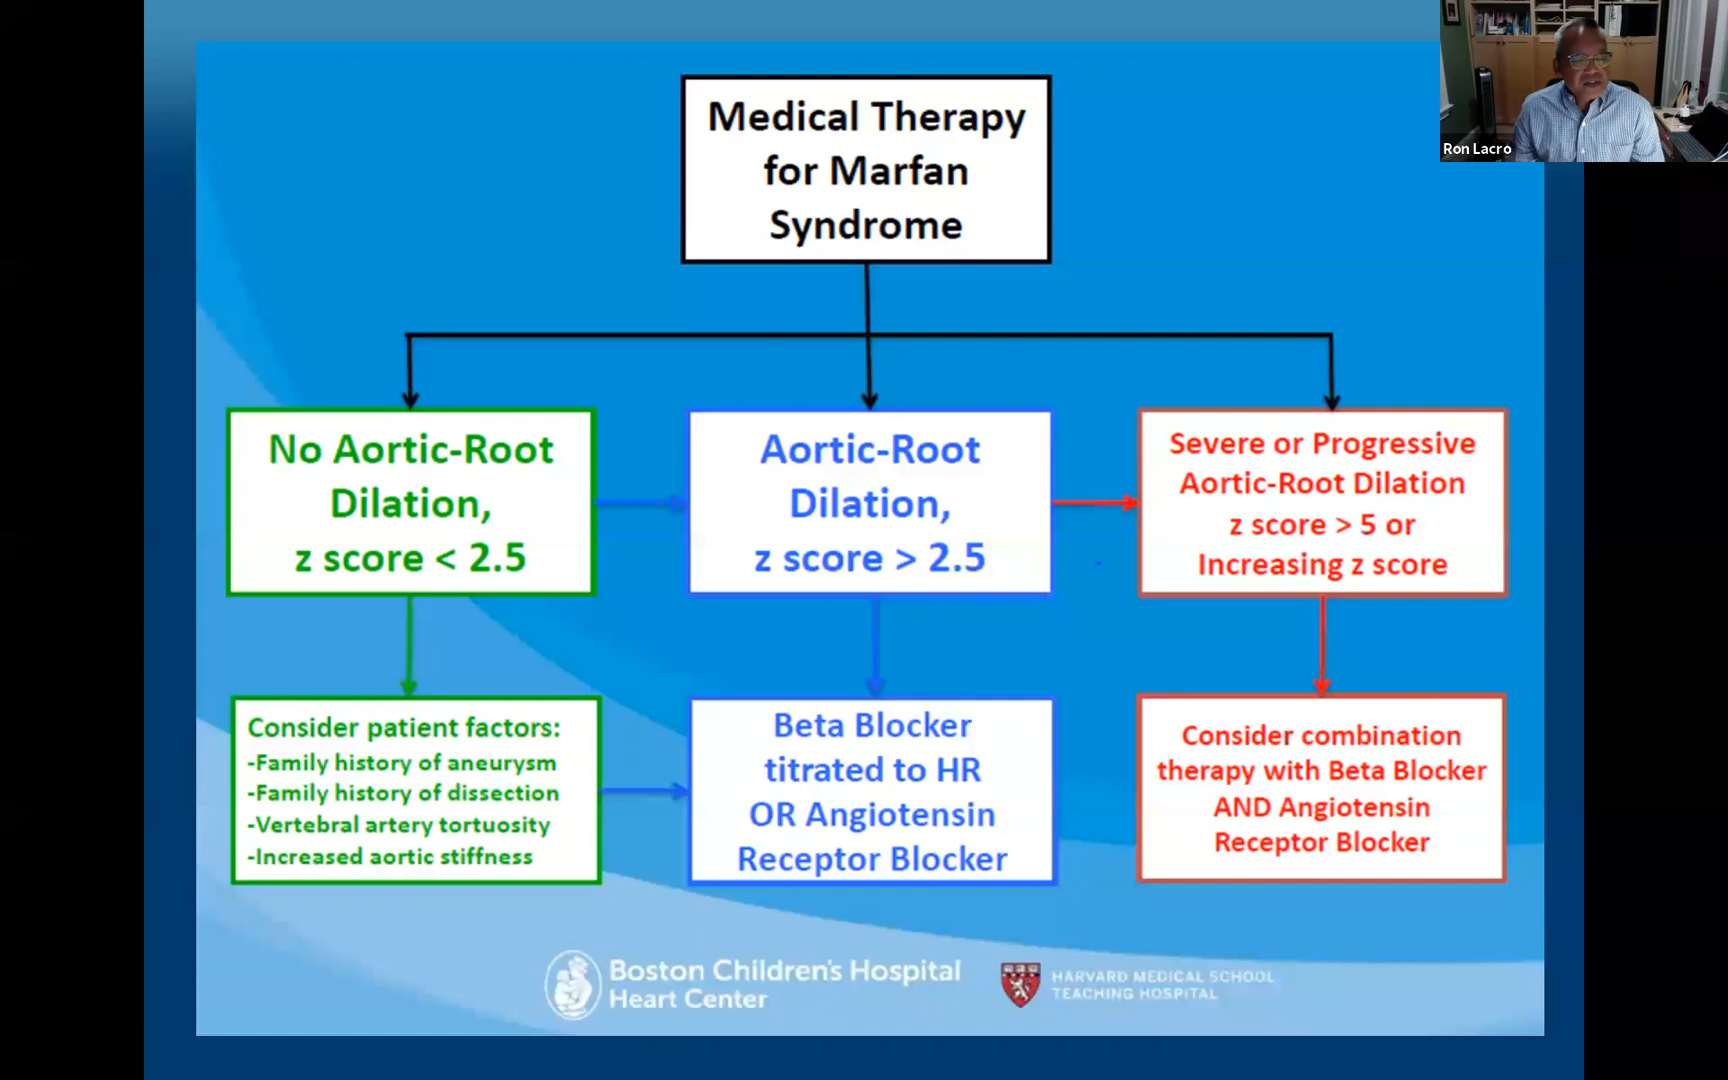 Ron Lacro
Medical Therapy
for Marfan
Syndrome
No Aortic-Root
Dilation,
z score < 2.5
Aortic-Root
Dilation,
z score > 2.5
Severe or Progressive
Aortic-Root Dilation
z score > 5 or
Increasing z score
Consider patient factors:
-Family history of aneurysm
-Family history of dissection
-Vertebral artery tortuosity
-Increased aortic stiffness
Beta Blocker
titrated to HR
OR Angiotensin
Receptor Blocker
Consider combination
therapy with Beta Blocker
AND Angiotensin
Receptor Blocker
Boston Children's Hospital
Heart Center
HARVARD MEDICAL SCHOOL
TEACHING HOSPITAL